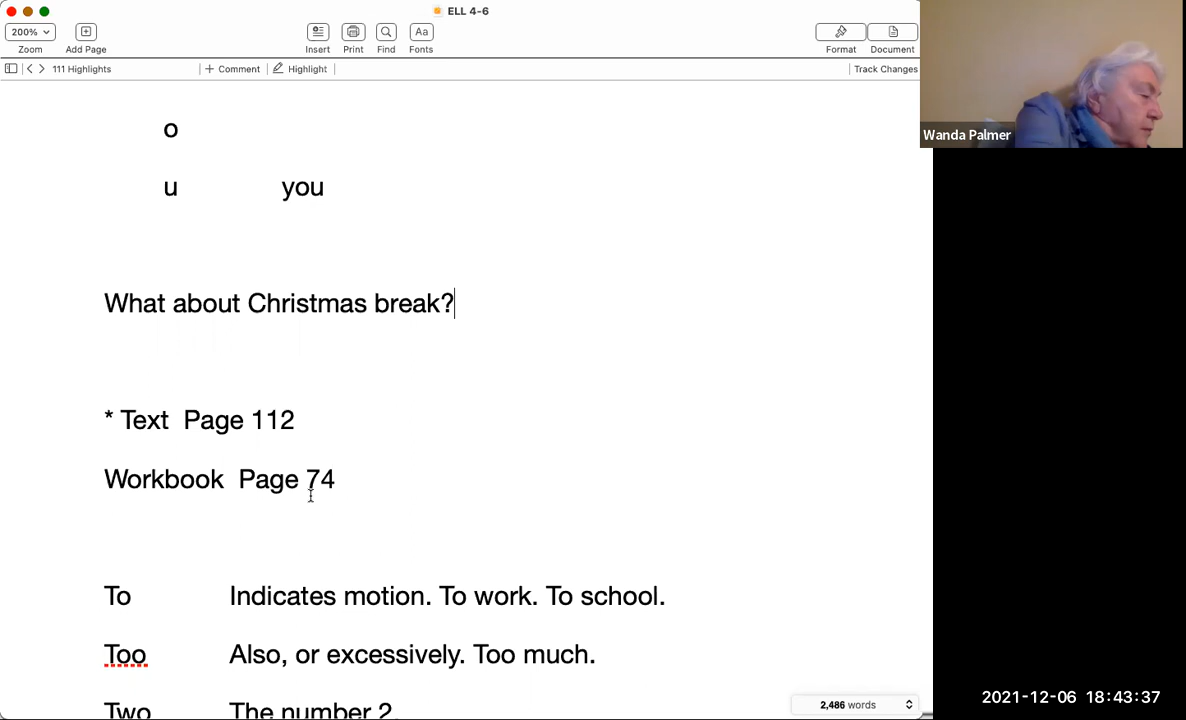 ELL 4-6
200%
Zoom
Add Page
Insert
Print
Find
Fonts
Format
Document
111 Highlights
Comment
Highlight
Track Changes
Wanda Palmer
o
u you
What about Christmas break?
* Text Page 112
Workbook Page 74
To Indicates motion. To work. To school.
Too Also, or excessively. Too much.
Two The number 2.
2,486 words
2021-12-06 18:43:37